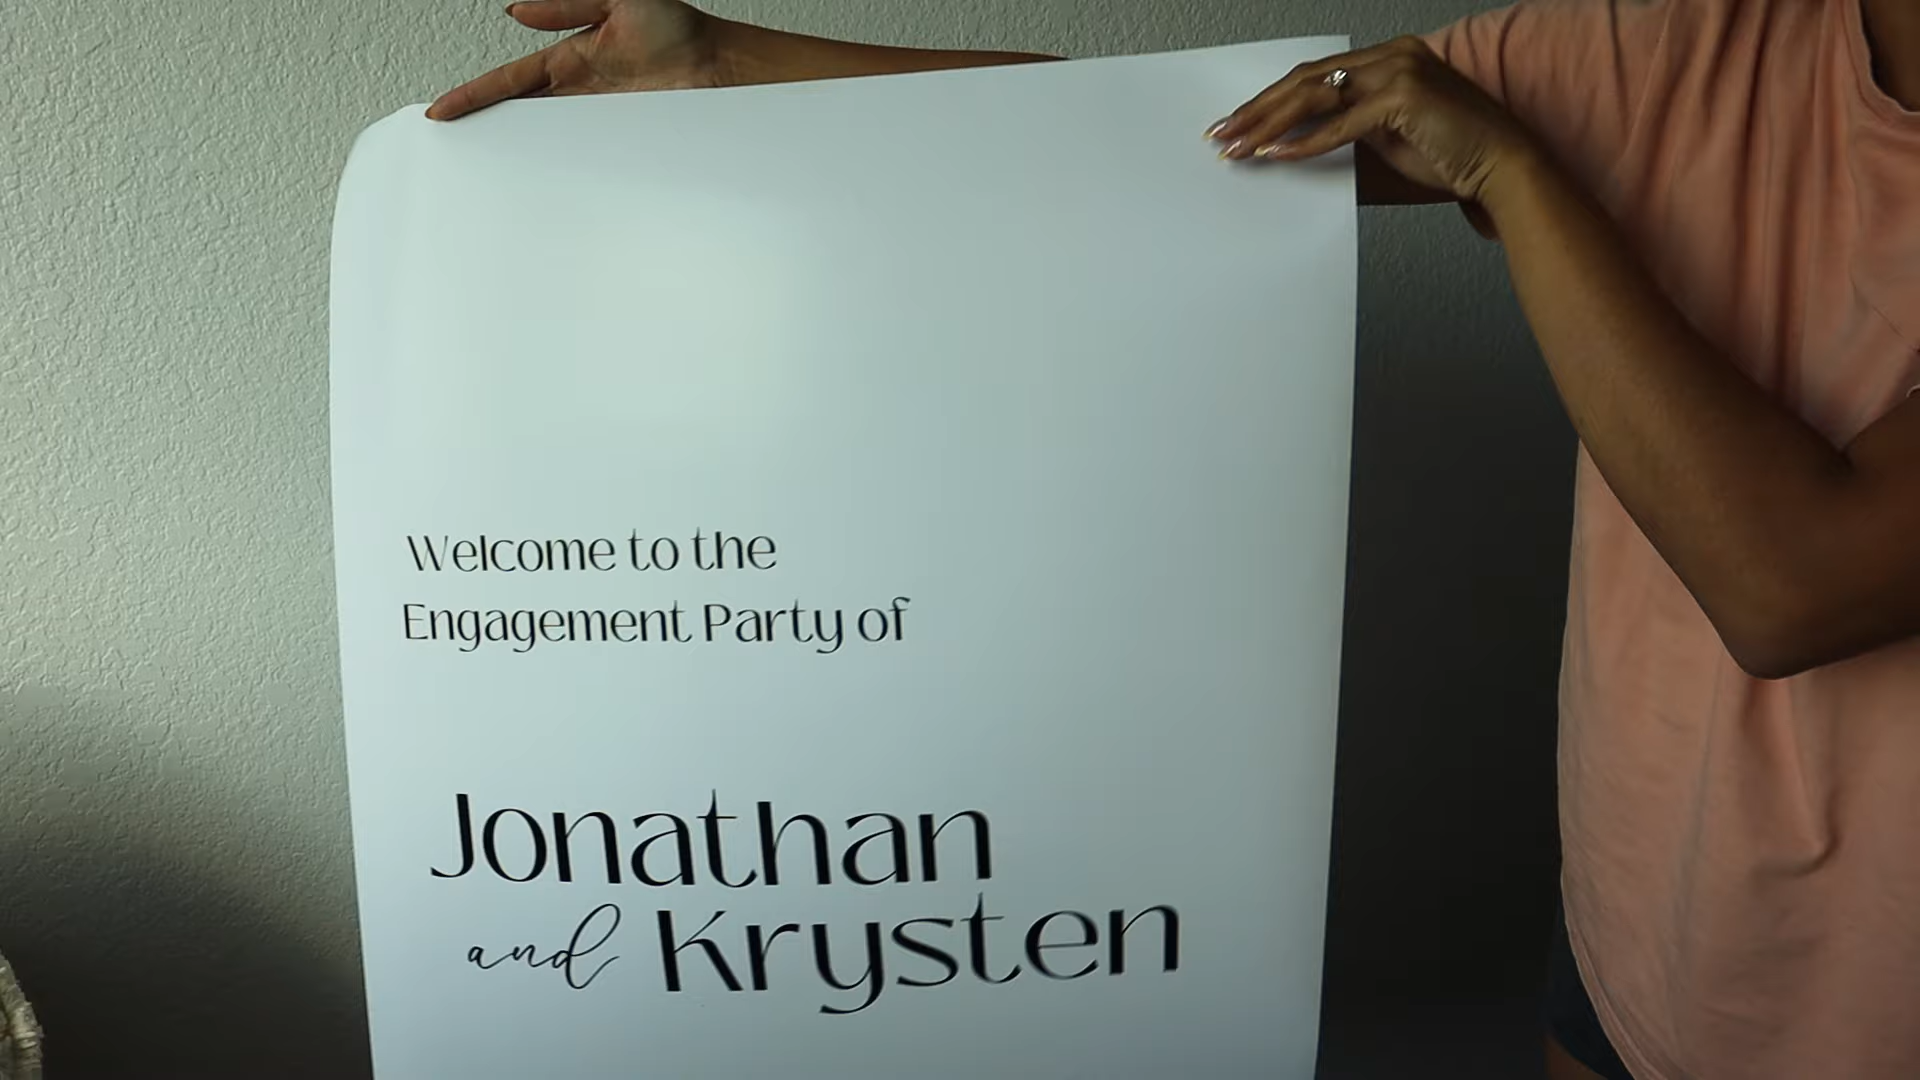 Welcome to the
Engagement Party of
Jonathan
and Krysten